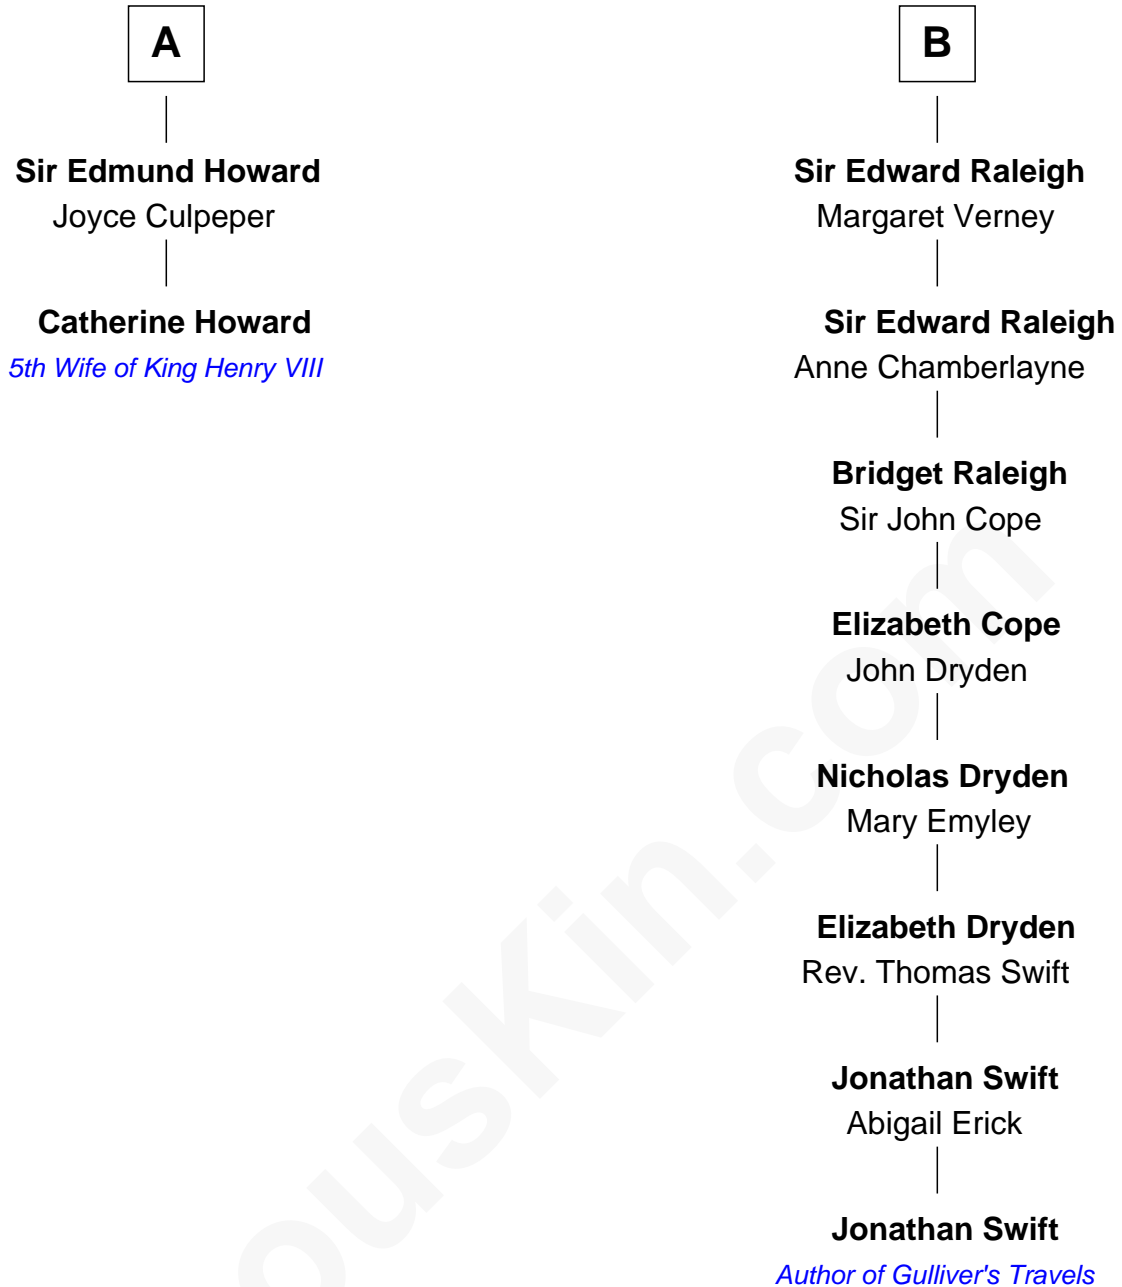 A
Sir Edmund Howard
Joyce Culpeper
Catherine Howard
5th Wife of King Henry VIII
B
Sir Edward Raleigh
Margaret Verney
Sir Edward Raleigh
Anne Chamberlayne
Bridget Raleigh
Sir John Cope
Elizabeth Cope
John Dryden
Nicholas Dryden
Mary Emyley
Elizabeth Dryden
Rev. Thomas Swift
Jonathan Swift
Abigail Erick
Jonathan Swift
Author of Gulliver's Travels
ousKin.com